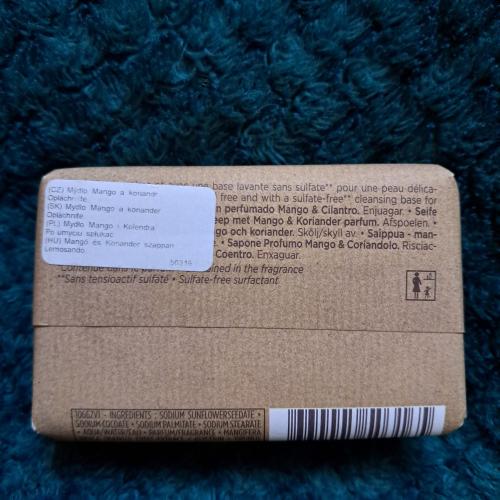 (CZ) Mýdlo Mango a koriandr
Opláchněte.
(SK) Mydlo Mango a koriander
Opláchnite.
(PL) Mydło Mango i Kolendra
Po umyciu spłukać
(HU) Mangó és Koriander szappan
Lemosandó.
56316
une base lavante sans sulfate** pour une peau délica-
free and with a sulfate-free** cleansing base for
n perfumado Mango & Cilantro. Enjuagar. • Seife
eep met Mango & Koriander parfum. Afspoelen. •
go och koriander. Skölj/skyll av. • Saippua - man-
e. • Sapone Profumo Mango & Coriandolo. Risciac-
Coentro. Enxaguar.
ined in the fragrance
**Sans tensioactif sulfaté • Sulfate-free surfactant
10662V1 - INGREDIENTS : SODIUM SUNFLOWERSEEDATE •
SODIUM COCOATE • SODIUM PALMITATE • SODIUM STEARATE
• AQUA/WATER/EAU • PARFUM/FRAGRANCE • MANGIFERA